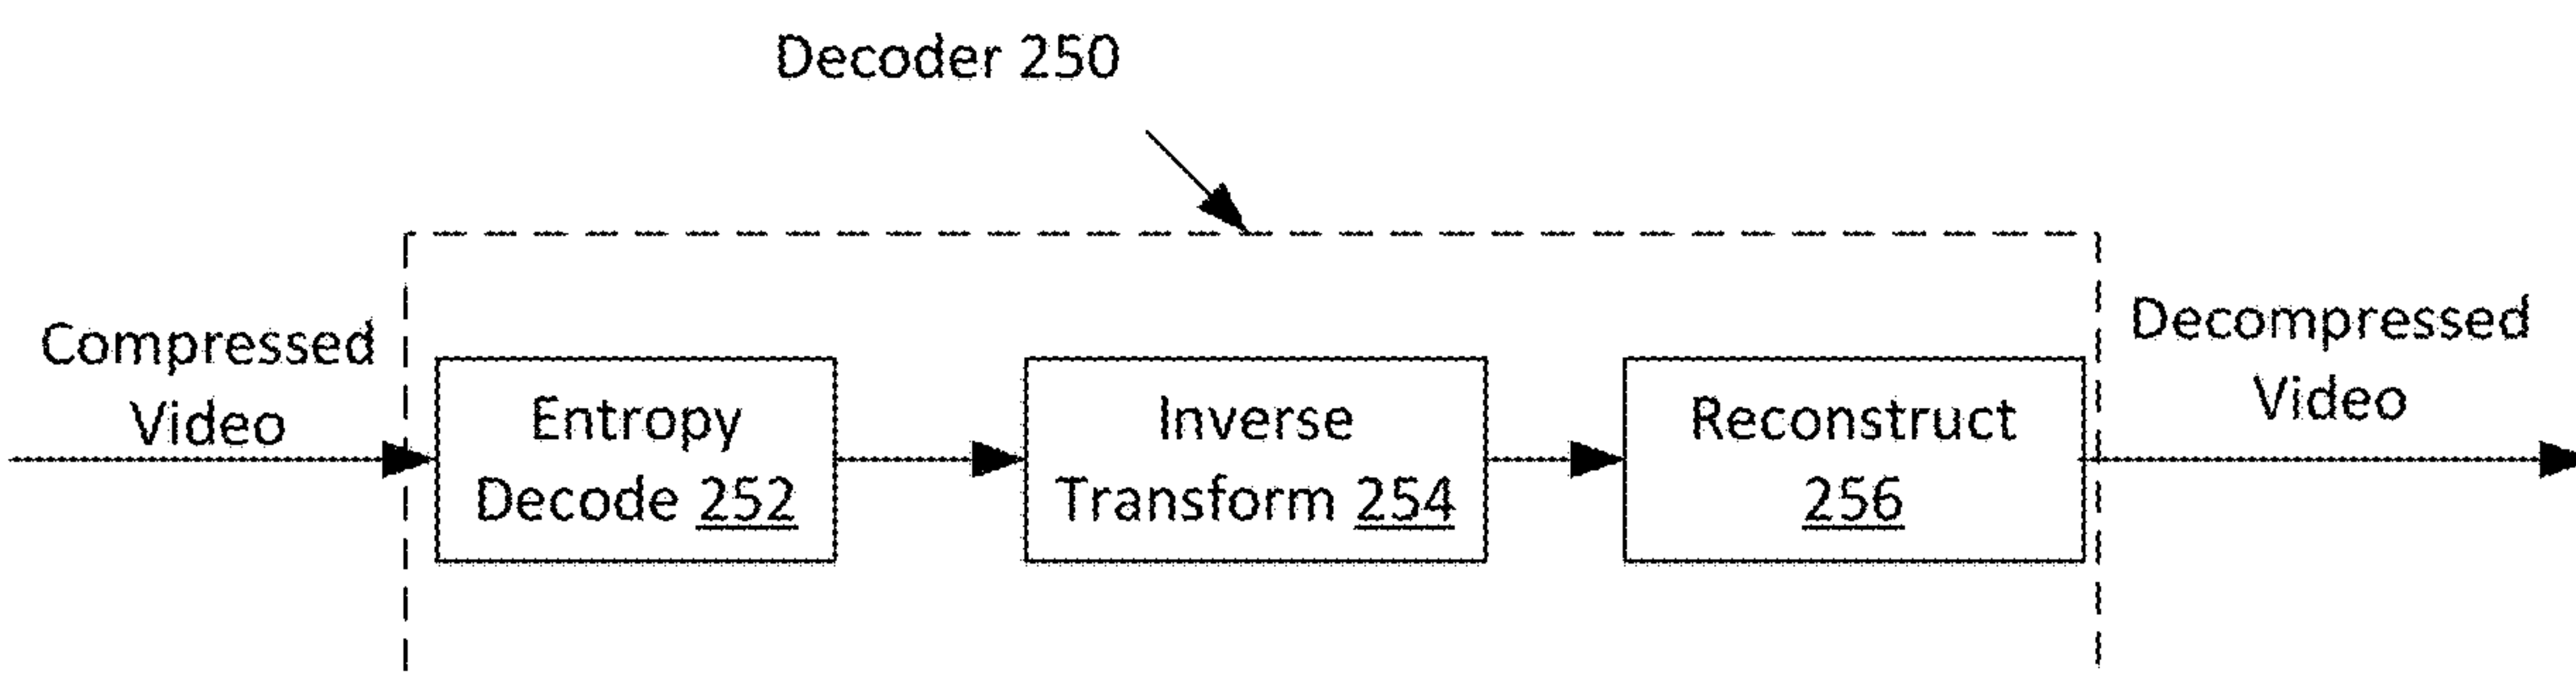 Decoder 250
Compressed
Video
Entropy
Decode 252
Inverse
Transform 254
Reconstruct
256
Decompressed
Video